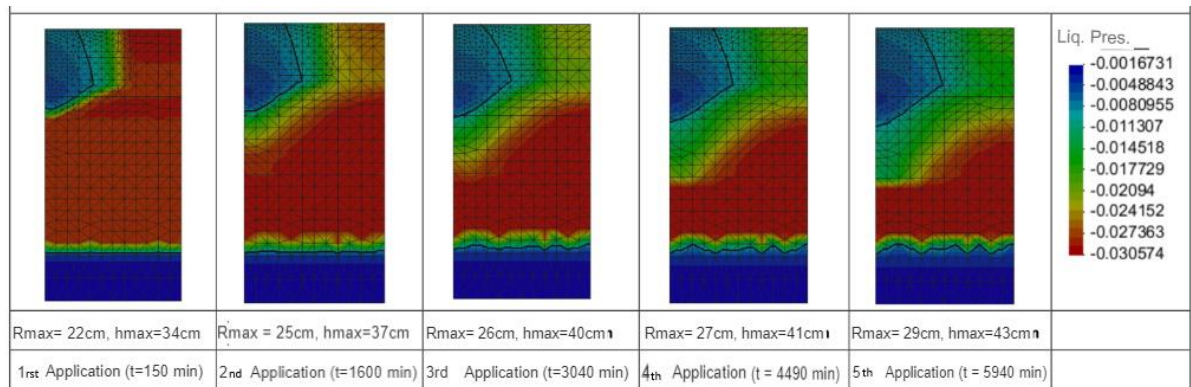 Liq. Pres.
-0.0016731
-0.0048843
-0.0080955
-0.011307
-0.014518
-0.017729
-0.02094
-0.024152
-0.027363
-0.030574
Rmax= 22cm, hmax=34cm
Rmax = 25cm, hmax=37cm
Rmax= 26cm, hmax=40cm
Rmax= 27cm, hmax=41cm
Rmax= 29cm, hmax=43cm
1rst Application (t=150 min)
2nd Application (t=1600 min)
3rd Application (t=3040 min)
4th Application (t = 4490 min)
5th Application (t = 5940 min)